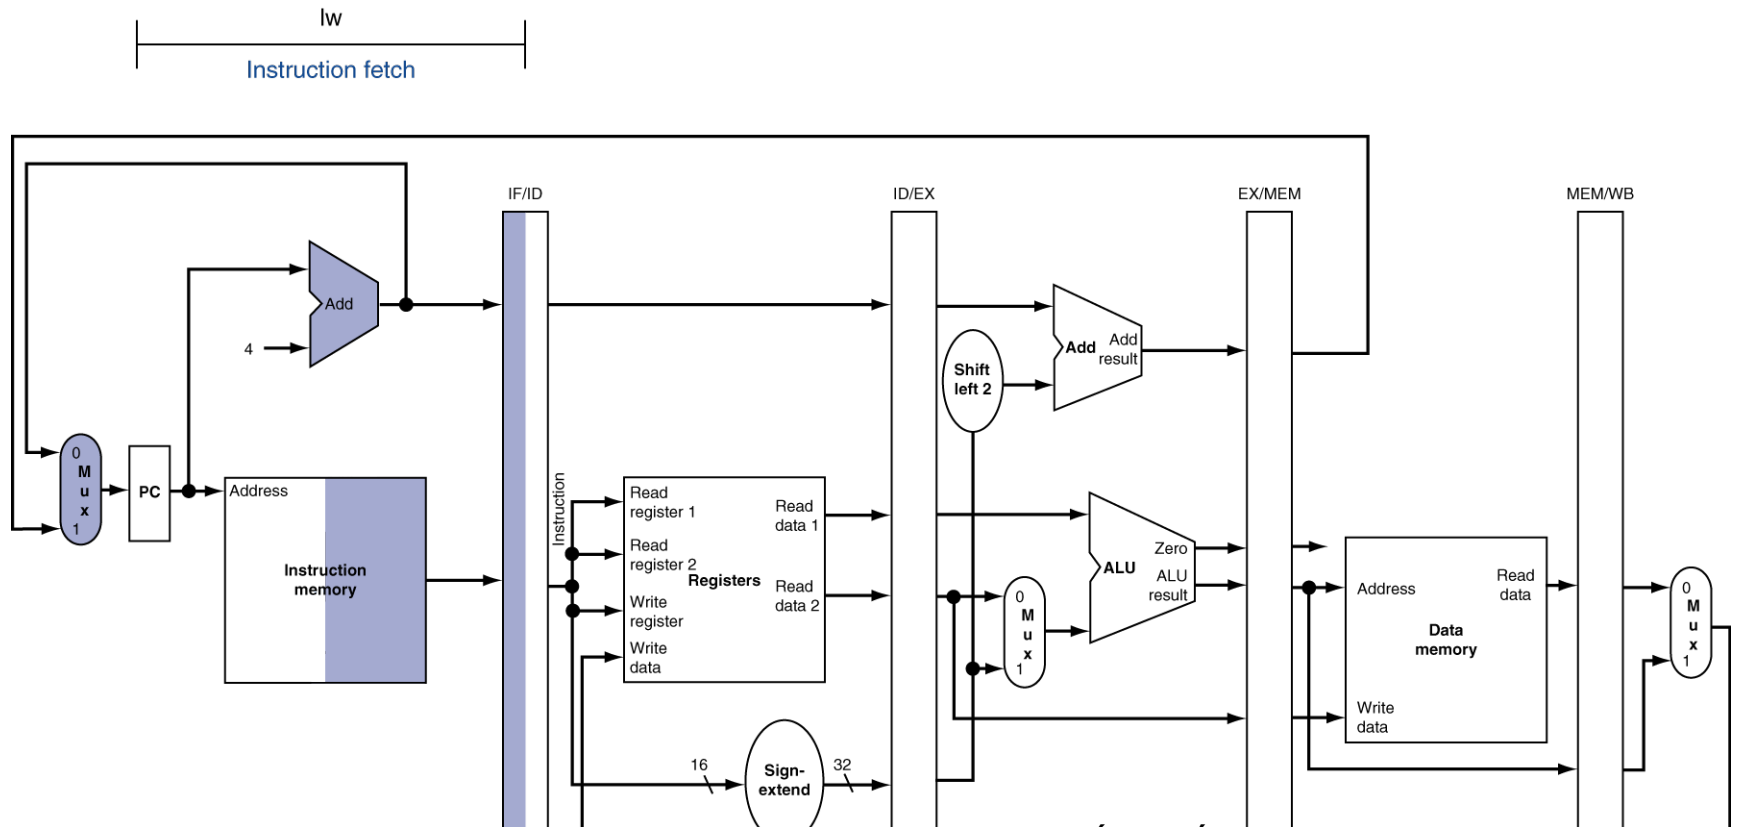 lw
Instruction fetch
IF/ID
ID/EX
EX/MEM
MEM/WB
Add
4
Add
Add
result
Shift
left 2
0
M
u
x
1
PC
Address
Instruction
memory
Instruction
Read
register 1
Read
register 2
Write
register
Write
data
Registers
Read
data 1
Read
data 2
16
Sign-
extend
32
0
M
u
x
1
ALU
Zero
ALU
result
Address
Read
data
Data
memory
Write
data
0
M
u
x
1